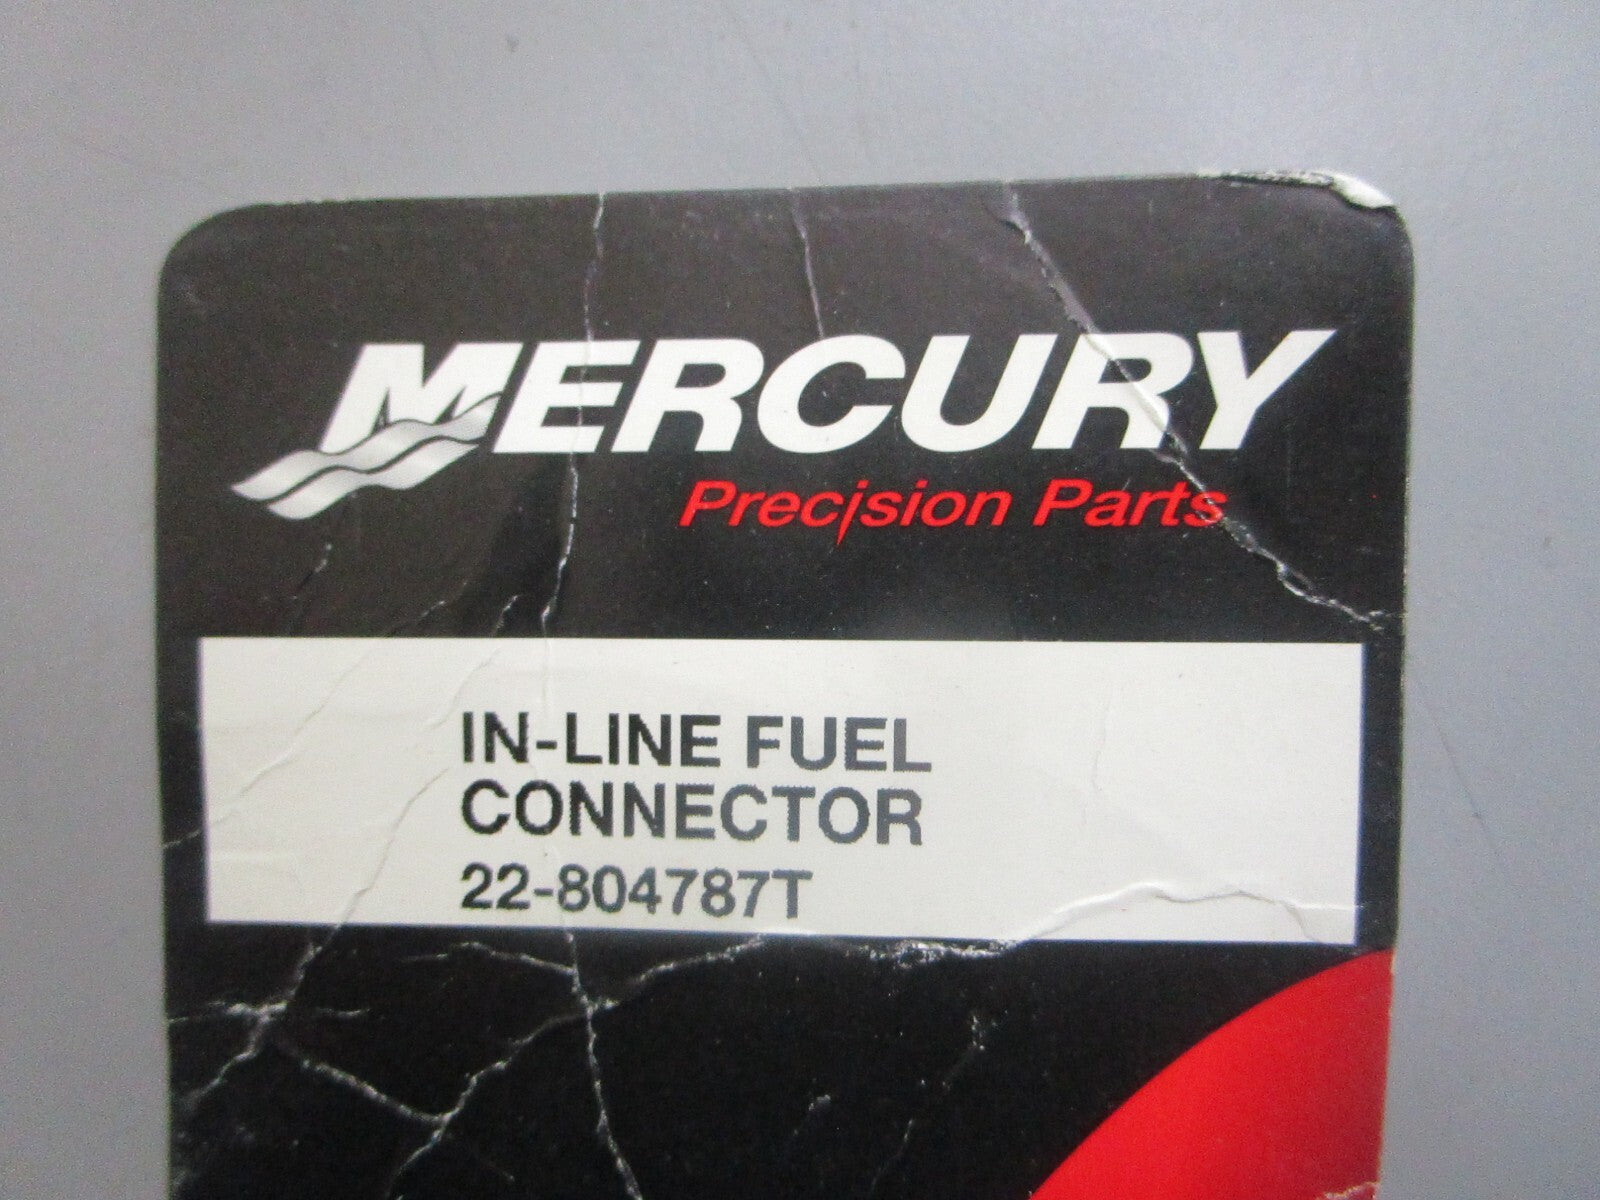 MERCURY
Precision Parts
IN-LINE FUEL
CONNECTOR
22-804787T